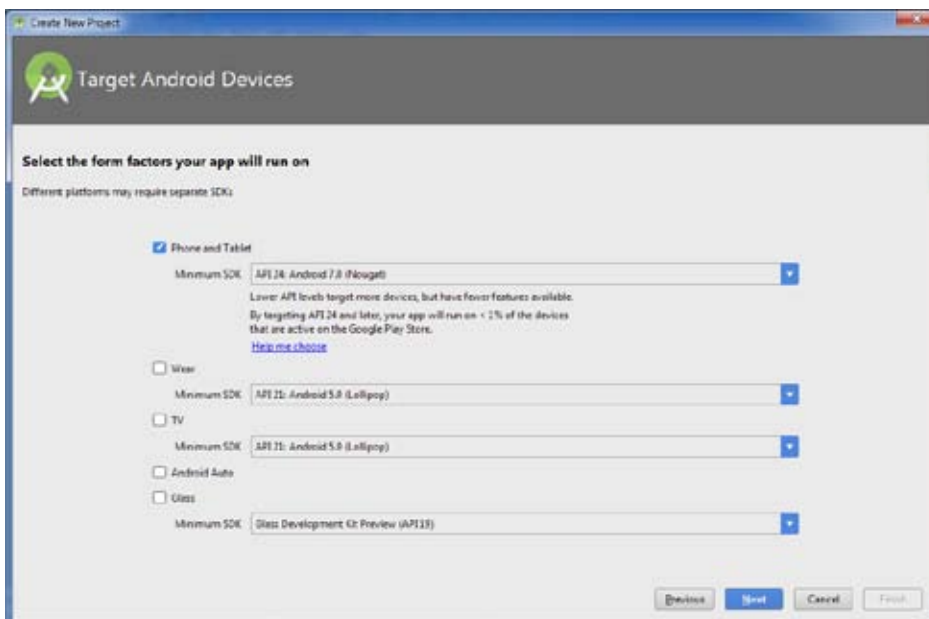 Create New Project
Target Android Devices
Select the form factors your app will run on
Different platforms may require separate SDKs
Phone and Tablet
Minimum SDK API 24: Android 7.0 (Nougat)
Lower API levels target more devices, but have fewer features available.
By targeting API 24 and later, your app will run on < 1% of the devices
that are active on the Google Play Store.
Help me choose
Wear
Minimum SDK API 21: Android 5.0 (Lollipop)
TV
Minimum SDK API 21: Android 5.0 (Lollipop)
Android Auto
Glass
Minimum SDK Glass Development Kit Preview (API 19)
Previous Next Cancel Finish